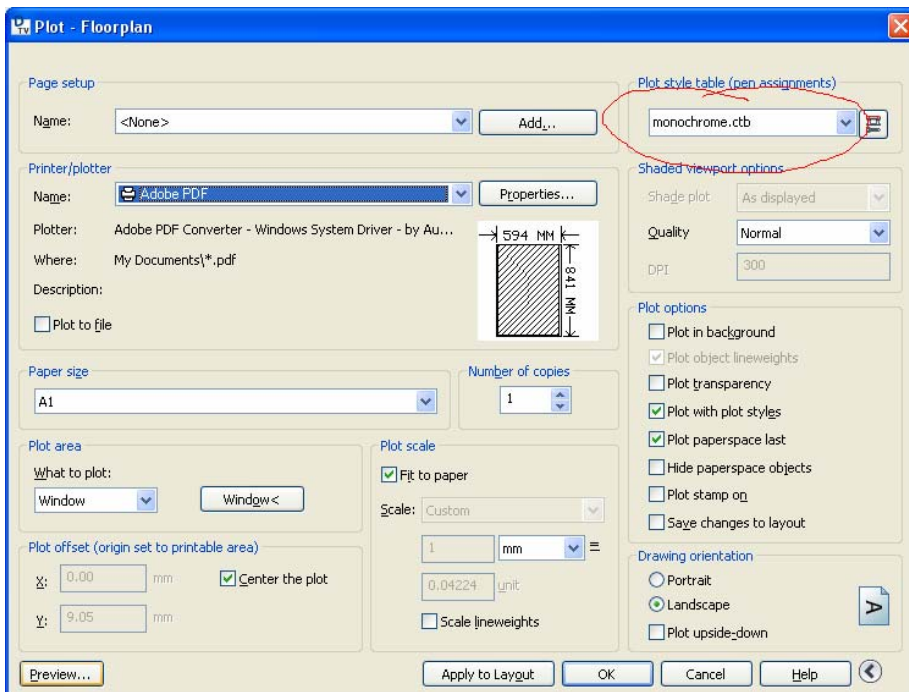 Plot - Floorplan
Page setup
Name: <None> Add...
Plot style table (pen assignments)
monochrome.ctb
Printer/plotter
Name: Adobe PDF Properties...
Plotter: Adobe PDF Converter - Windows System Driver - by Au...
Where: My Documents\*.pdf
Description:
Plot to file
594 MM
841 MM
Shaded viewport options
Shade plot As displayed
Quality Normal
DPI 300
Paper size
A1
Number of copies
1
Plot options
Plot in background
Plot object lineweights
Plot transparency
Plot with plot styles
Plot paperspace last
Hide paperspace objects
Plot stamp on
Save changes to layout
Plot area
What to plot:
Window Window<
Plot scale
Fit to paper
Scale: Custom
1 mm =
0.04224 unit
Scale lineweights
Plot offset (origin set to printable area)
X: 0.00 mm Center the plot
Y: 9.05 mm
Drawing orientation
Portrait
Landscape
Plot upside-down
A
Preview... Apply to Layout OK Cancel Help